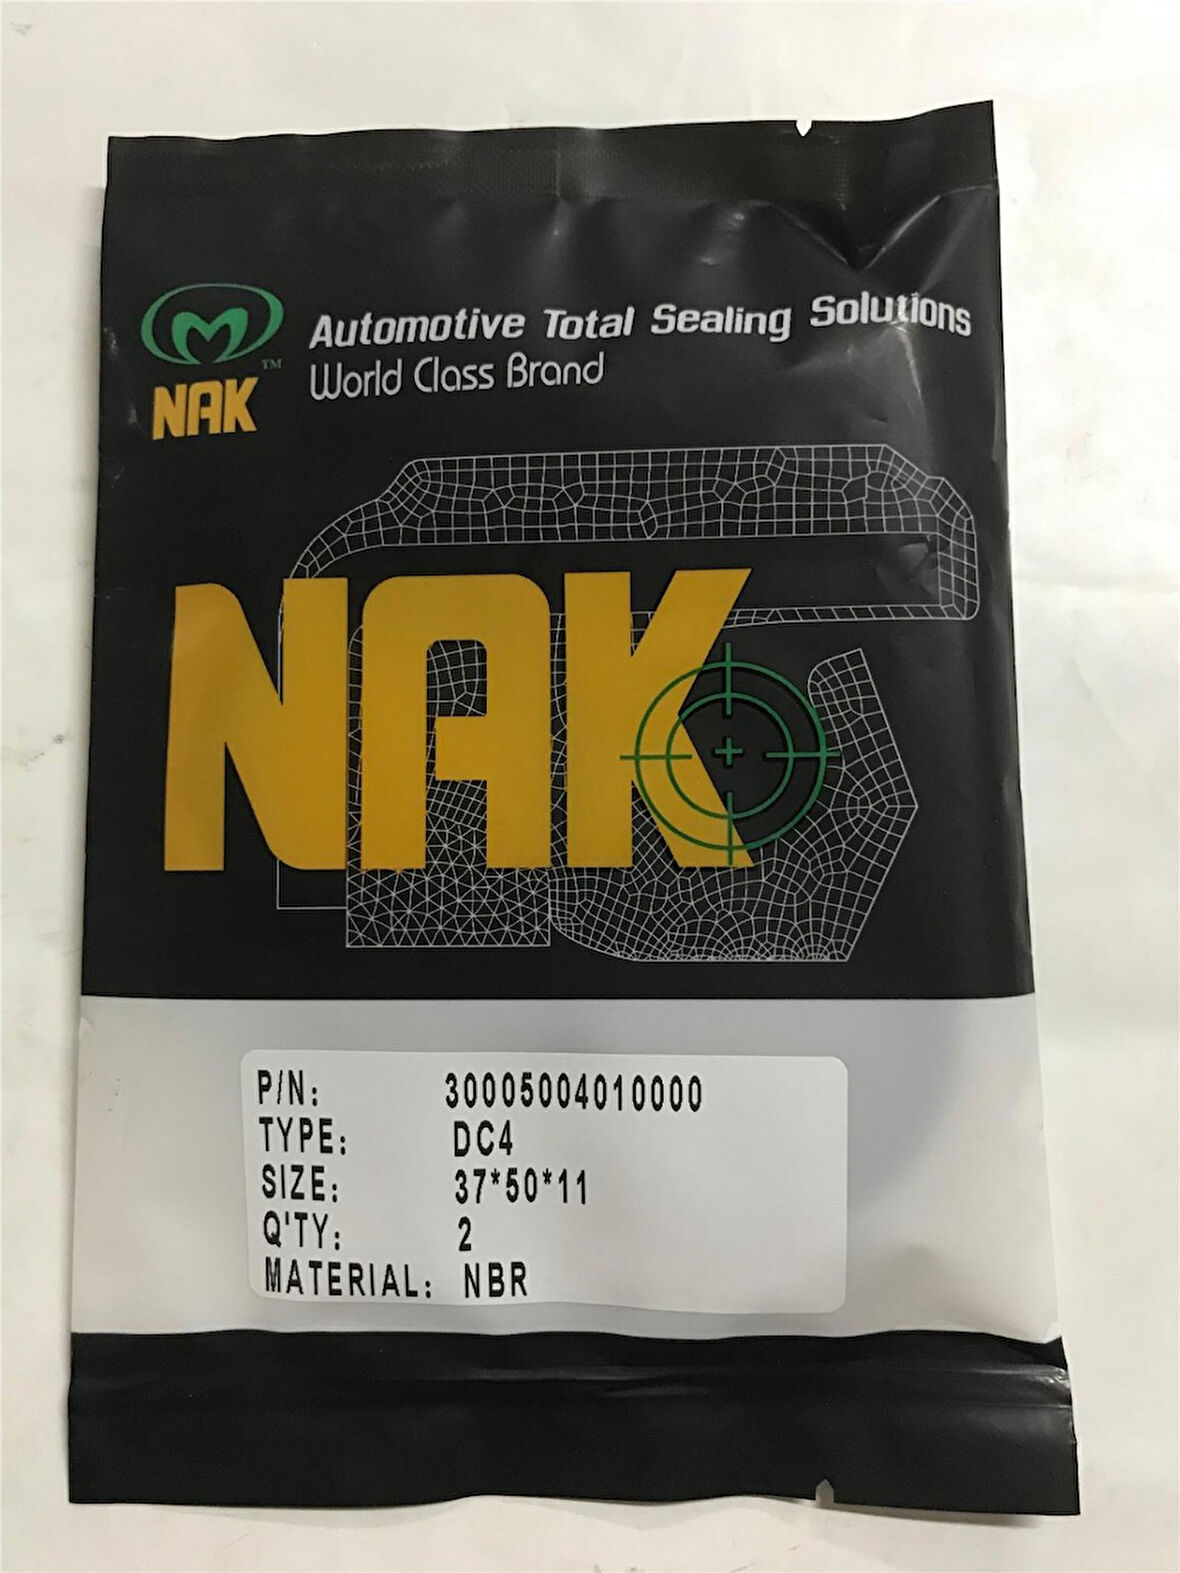 Automotive Total Sealing Solutions
World Class Brand
TM
NAK
NAK
P/N: 30005004010000
TYPE: DC4
SIZE: 37*50*11
Q'TY: 2
MATERIAL: NBR